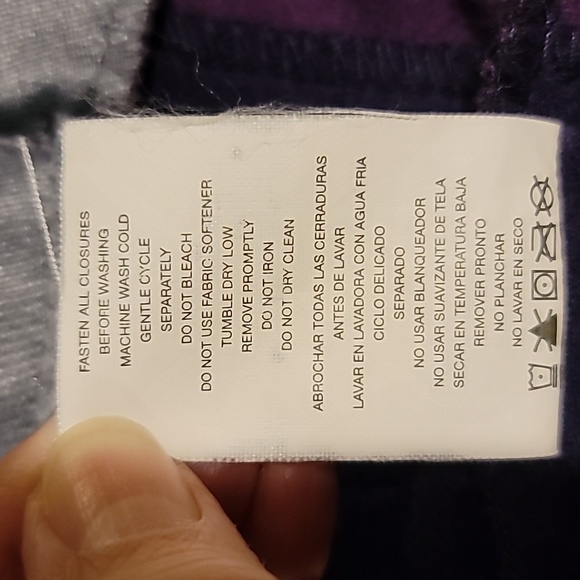 FASTEN ALL CLOSURES
BEFORE WASHING
MACHINE WASH COLD
GENTLE CYCLE
SEPARATELY
DO NOT BLEACH
DO NOT USE FABRIC SOFTENER
TUMBLE DRY LOW
REMOVE PROMPTLY
DO NOT IRON
DO NOT DRY CLEAN
ABROCHAR TODAS LAS CERRADURAS
ANTES DE LAVAR
LAVAR EN LAVADORA CON AGUA FRIA
CICLO DELICADO
SEPARADO
NO USAR BLANQUEADOR
NO USAR SUAVIZANTE DE TELA
SECAR EN TEMPERATURA BAJA
REMOVER PRONTO
NO PLANCHAR
NO LAVAR EN SECO